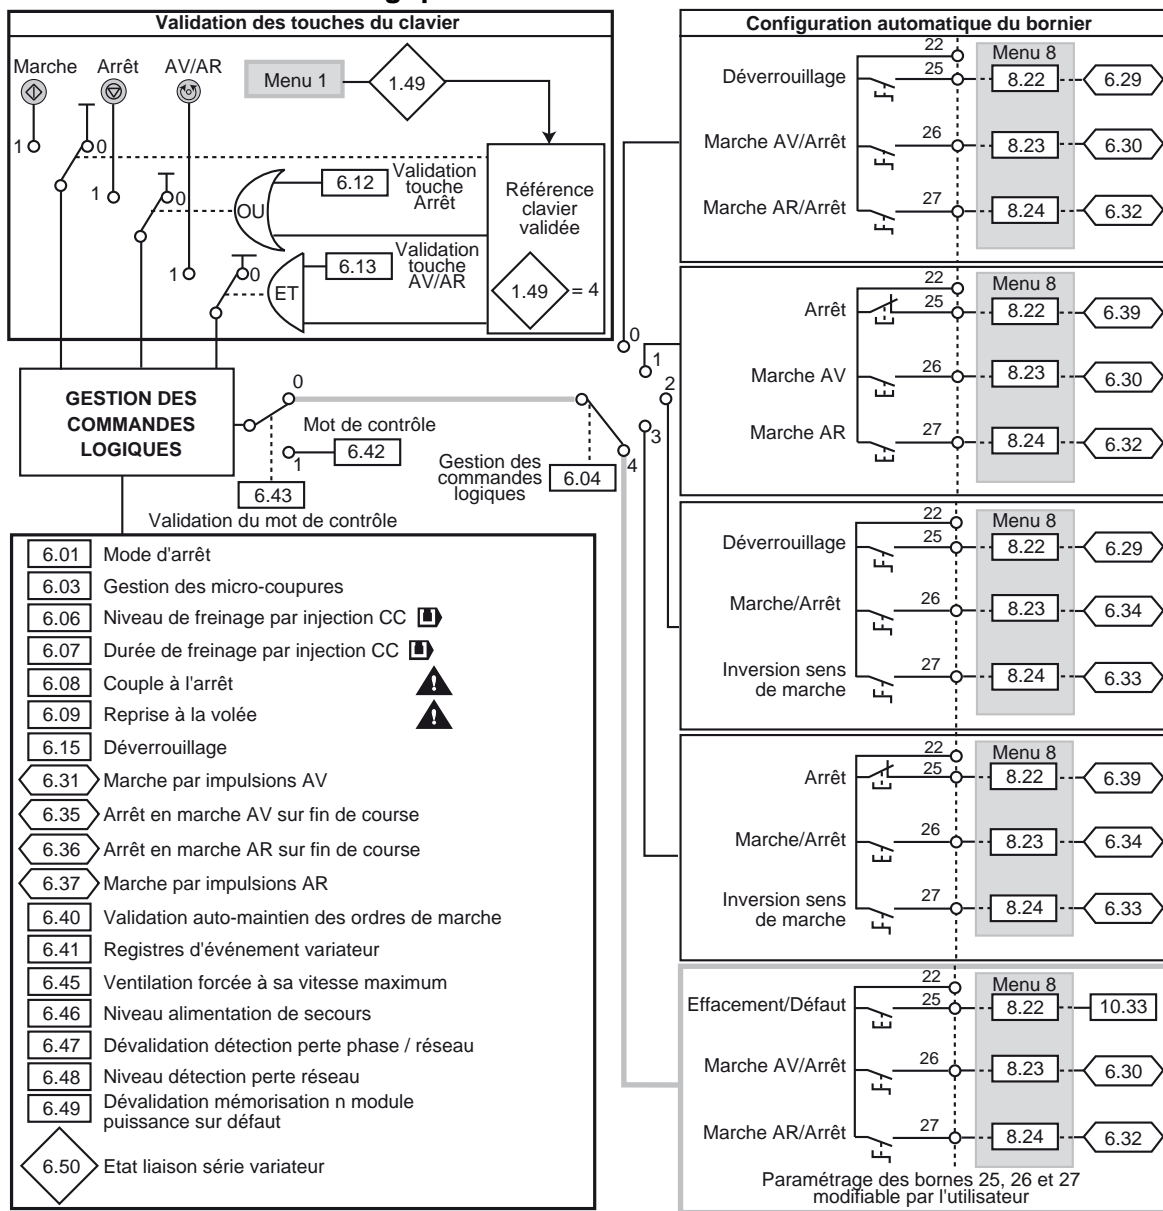 Validation des touches du clavier
Marche Arrêt AV/AR
Menu 1
1.49
1
0
1
0
1
0
OU
ET
6.12
Validation
touche
Arrêt
6.13
Validation
touche
AV/AR
Référence
clavier
validée
1.49 = 4
GESTION DES
COMMANDES
LOGIQUES
0
1
Mot de contrôle
6.42
6.43
Validation du mot de contrôle
Gestion des
commandes
logiques
6.04
0
1
2
3
4
6.01 Mode d'arrêt
6.03 Gestion des micro-coupures
6.06 Niveau de freinage par injection CC
6.07 Durée de freinage par injection CC
6.08 Couple à l'arrêt
6.09 Reprise à la volée
6.15 Déverrouillage
6.31 Marche par impulsions AV
6.35 Arrêt en marche AV sur fin de course
6.36 Arrêt en marche AR sur fin de course
6.37 Marche par impulsions AR
6.40 Validation auto-maintien des ordres de marche
6.41 Registres d'événement variateur
6.45 Ventilation forcée à sa vitesse maximum
6.46 Niveau alimentation de secours
6.47 Dévalidation détection perte phase / réseau
6.48 Niveau détection perte réseau
6.49 Dévalidation mémorisation n module
puissance sur défaut
6.50 Etat liaison série variateur
Configuration automatique du bornier
22 Menu 8
Déverrouillage 25 8.22 6.29
Marche AV/Arrêt 26 8.23 6.30
Marche AR/Arrêt 27 8.24 6.32
22 Menu 8
Arrêt 25 8.22 6.39
Marche AV 26 8.23 6.30
Marche AR 27 8.24 6.32
22 Menu 8
Déverrouillage 25 8.22 6.29
Marche/Arrêt 26 8.23 6.34
Inversion sens
de marche 27 8.24 6.33
22 Menu 8
Arrêt 25 8.22 6.39
Marche/Arrêt 26 8.23 6.34
Inversion sens
de marche 27 8.24 6.33
22 Menu 8
Effacement/Défaut 25 8.22 10.33
Marche AV/Arrêt 26 8.23 6.30
Marche AR/Arrêt 27 8.24 6.32
Paramétrage des bornes 25, 26 et 27
modifiable par l'utilisateur